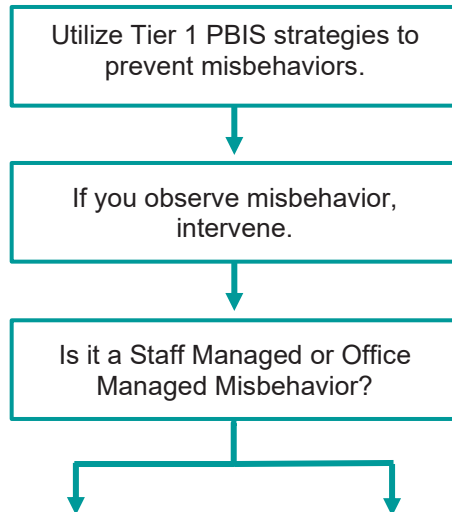 Utilize Tier 1 PBIS strategies to
prevent misbehaviors.
If you observe misbehavior,
intervene.
Is it a Staff Managed or Office
Managed Misbehavior?